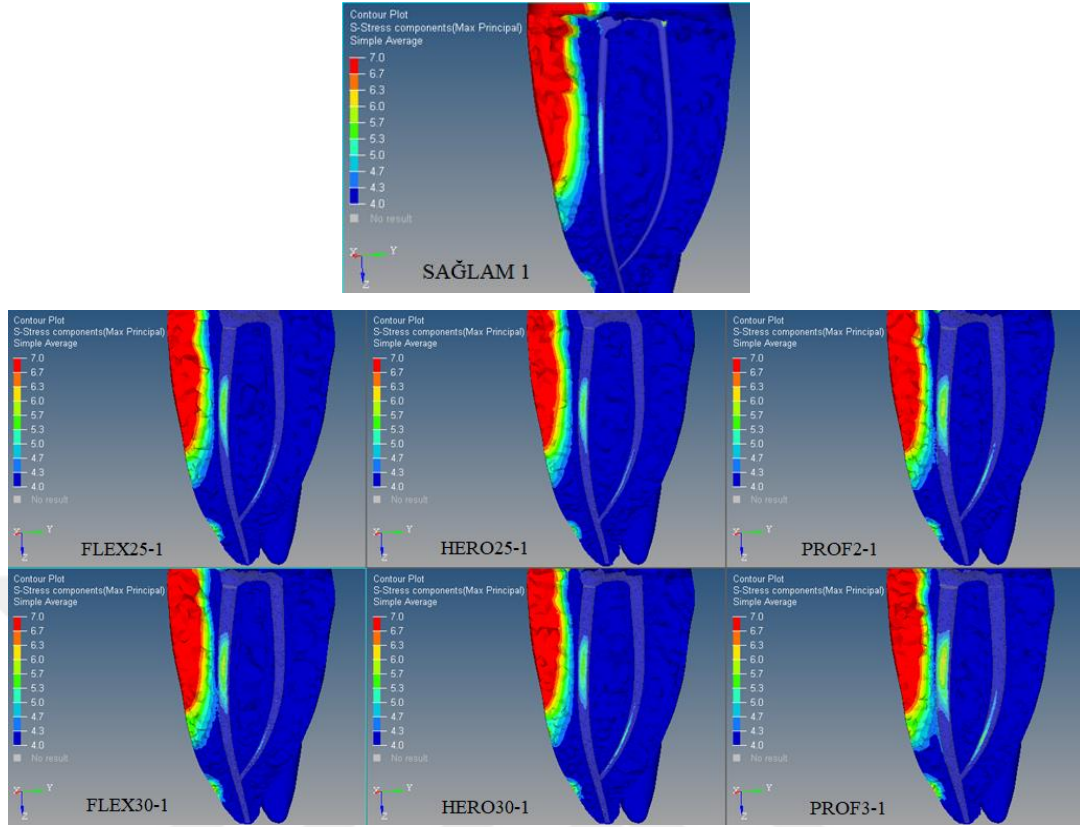 Contour Plot
S-Stress components(Max Principal)
Simple Average
7.0
6.7
6.3
6.0
5.7
5.3
5.0
4.7
4.3
4.0
No result
X Y
Z
SAĞLAM 1
Contour Plot
S-Stress components(Max Principal)
Simple Average
7.0
6.7
6.3
6.0
5.7
5.3
5.0
4.7
4.3
4.0
No result
X Y
Z
FLEX25-1
Contour Plot
S-Stress components(Max Principal)
Simple Average
7.0
6.7
6.3
6.0
5.7
5.3
5.0
4.7
4.3
4.0
No result
X Y
Z
HERO25-1
Contour Plot
S-Stress components(Max Principal)
Simple Average
7.0
6.7
6.3
6.0
5.7
5.3
5.0
4.7
4.3
4.0
No result
X Y
Z
PROF2-1
Contour Plot
S-Stress components(Max Principal)
Simple Average
7.0
6.7
6.3
6.0
5.7
5.3
5.0
4.7
4.3
4.0
No result
X Y
Z
FLEX30-1
Contour Plot
S-Stress components(Max Principal)
Simple Average
7.0
6.7
6.3
6.0
5.7
5.3
5.0
4.7
4.3
4.0
No result
X Y
Z
HERO30-1
Contour Plot
S-Stress components(Max Principal)
Simple Average
7.0
6.7
6.3
6.0
5.7
5.3
5.0
4.7
4.3
4.0
No result
X Y
Z
PROF3-1